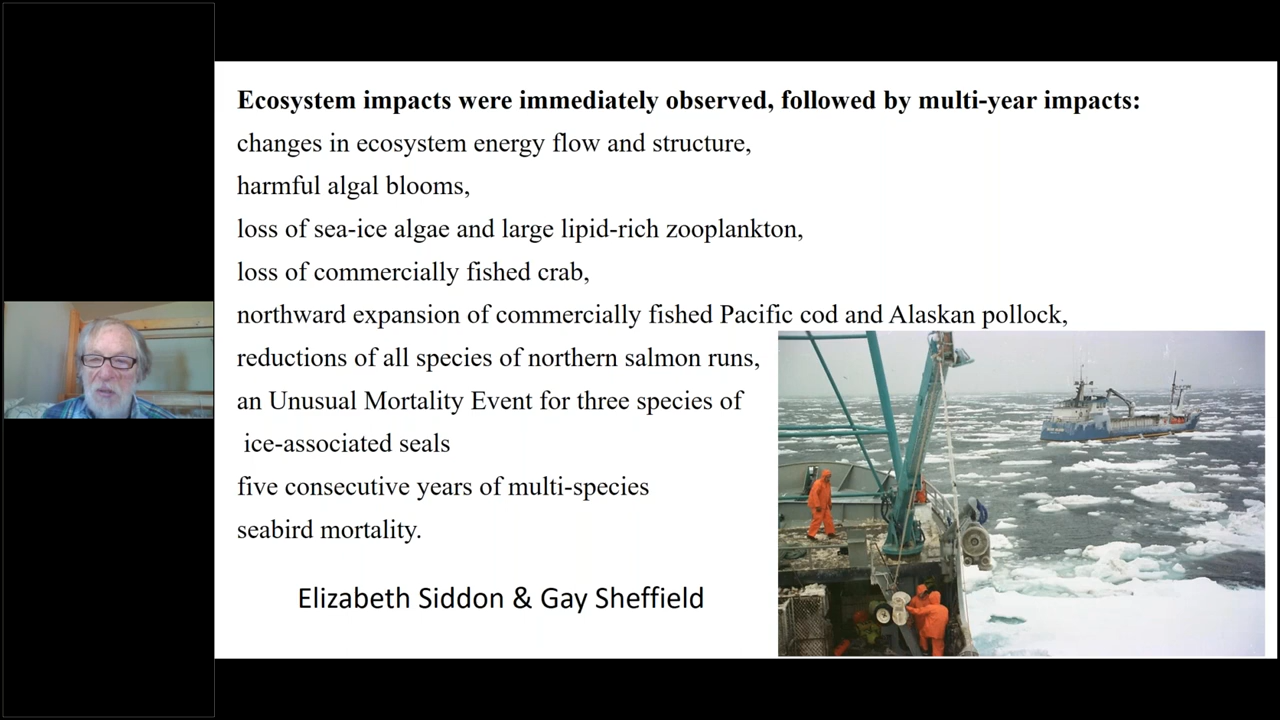 Ecosystem impacts were immediately observed, followed by multi-year impacts:
changes in ecosystem energy flow and structure,
harmful algal blooms,
loss of sea-ice algae and large lipid-rich zooplankton,
loss of commercially fished crab,
northward expansion of commercially fished Pacific cod and Alaskan pollock,
reductions of all species of northern salmon runs,
an Unusual Mortality Event for three species of
ice-associated seals
five consecutive years of multi-species
seabird mortality.
Elizabeth Siddon & Gay Sheffield